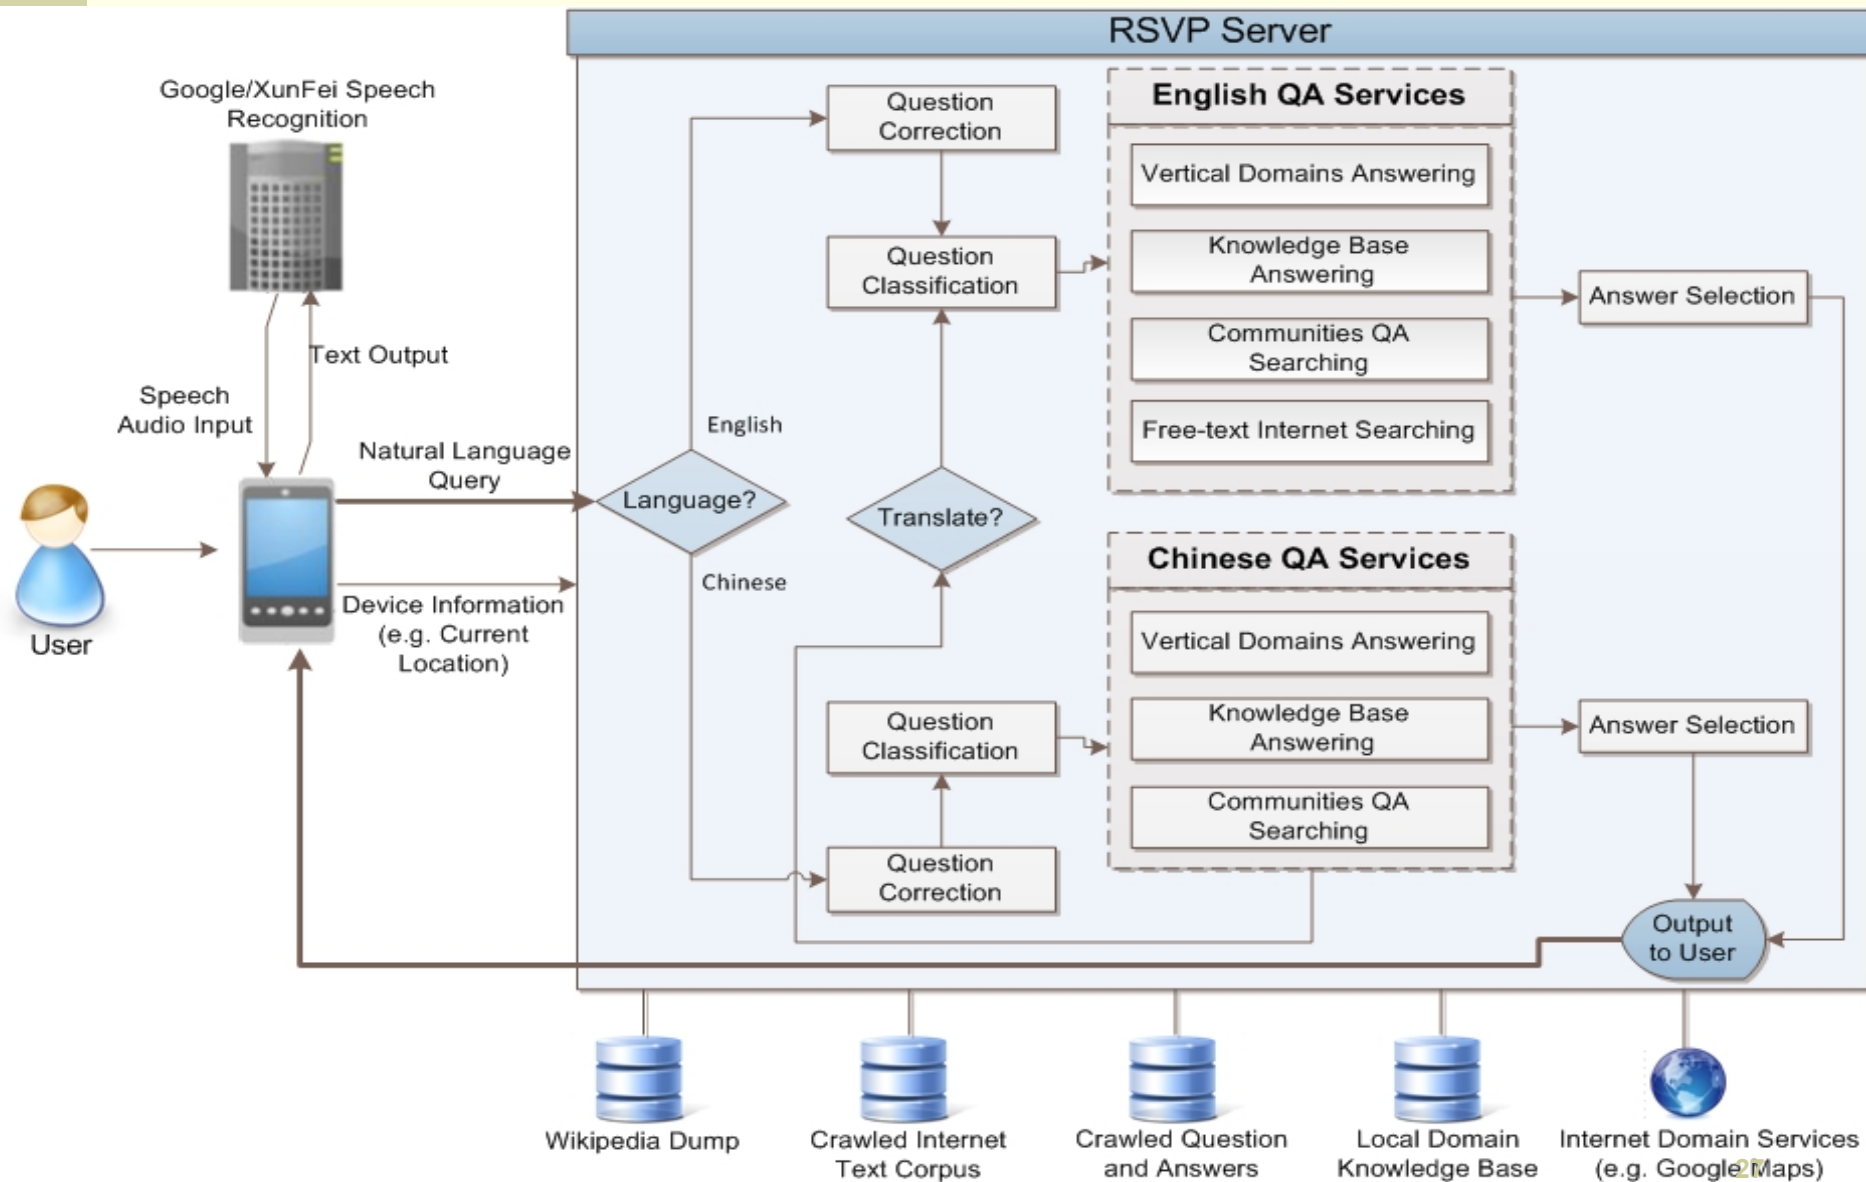 RSVP Server
Google/XunFei Speech
Recognition
Text Output
Speech
Audio Input
Natural Language
Query
User
Device Information
(e.g. Current
Location)
Language?
English
Chinese
Question
Correction
Question
Classification
Translate?
Question
Classification
Question
Correction
English QA Services
Vertical Domains Answering
Knowledge Base
Answering
Communities QA
Searching
Free-text Internet Searching
Answer Selection
Chinese QA Services
Vertical Domains Answering
Knowledge Base
Answering
Communities QA
Searching
Answer Selection
Output
to User
Wikipedia Dump
Crawled Internet
Text Corpus
Crawled Question
and Answers
Local Domain
Knowledge Base
Internet Domain Services
(e.g. Google Maps)
27